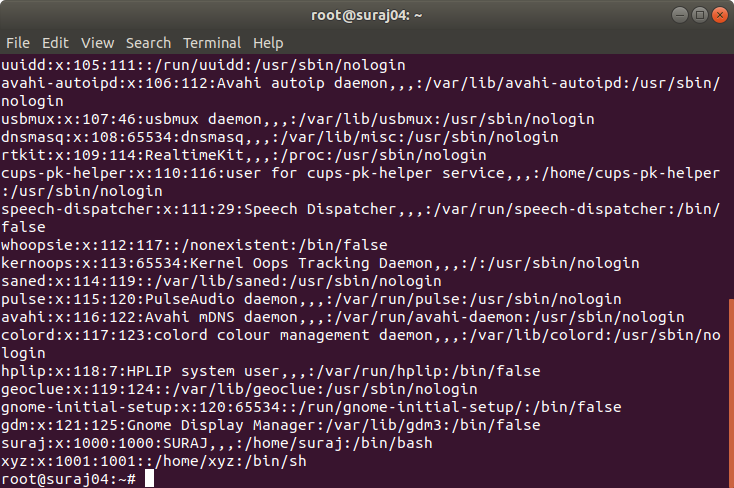 root@suraj04: ~
File Edit View Search Terminal Help
uuidd:x:105:111::/run/uuidd:/usr/sbin/nologin
avahi-autoipd:x:106:112:Avahi autoip daemon,,,:/var/lib/avahi-autoipd:/usr/sbin/
nologin
usbmux:x:107:46:usbmux daemon,,,:/var/lib/usbmux:/usr/sbin/nologin
dnsmasq:x:108:65534:dnsmasq,,,:/var/lib/misc:/usr/sbin/nologin
rtkit:x:109:114:RealtimeKit,,,:/proc:/usr/sbin/nologin
cups-pk-helper:x:110:116:user for cups-pk-helper service,,,:/home/cups-pk-helper
:/usr/sbin/nologin
speech-dispatcher:x:111:29:Speech Dispatcher,,,:/var/run/speech-dispatcher:/bin/
false
whoopsie:x:112:117::/nonexistent:/bin/false
kernoops:x:113:65534:Kernel Oops Tracking Daemon,,,:/:/usr/sbin/nologin
saned:x:114:119::/var/lib/saned:/usr/sbin/nologin
pulse:x:115:120:PulseAudio daemon,,,:/var/run/pulse:/usr/sbin/nologin
avahi:x:116:122:Avahi mDNS daemon,,,:/var/run/avahi-daemon:/usr/sbin/nologin
colord:x:117:123:colord colour management daemon,,,:/var/lib/colord:/usr/sbin/no
login
hplip:x:118:7:HPLIP system user,,,:/var/run/hplip:/bin/false
geoclue:x:119:124::/var/lib/geoclue:/usr/sbin/nologin
gnome-initial-setup:x:120:65534::/run/gnome-initial-setup/:/bin/false
gdm:x:121:125:Gnome Display Manager:/var/lib/gdm3:/bin/false
suraj:x:1000:1000:SURAJ,,,:/home/suraj:/bin/bash
xyz:x:1001:1001::/home/xyz:/bin/sh
root@suraj04:~#